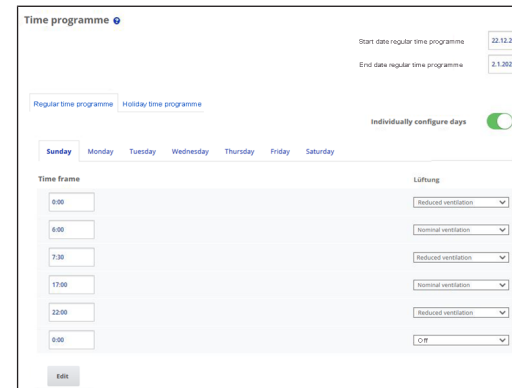 Time programme ?
Start date regular time programme 22.12.2
End date regular time programme 2.1.202
Regular time programme Holiday time programme
Individually configure days
Sunday Monday Tuesday Wednesday Thursday Friday Saturday
Time frame Lüftung
0:00 Reduced ventilation
6:00 Nominal ventilation
7:30 Reduced ventilation
17:00 Nominal ventilation
22:00 Reduced ventilation
0:00 Off
Edit